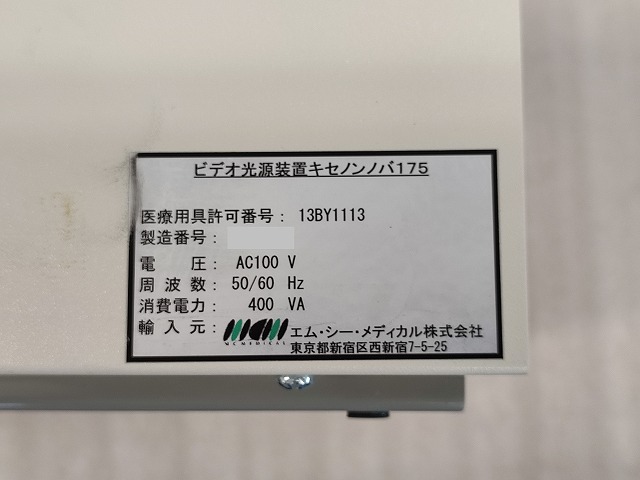 ビデオ光源装置キセノンノバ175
医療用具許可番号： 13BY1113
製造番号：
電　　圧： AC100 V
周 波 数： 50/60 Hz
消費電力： 400 VA
輸 入 元： MCM MC MEDICAL エム・シー・メディカル株式会社
東京都新宿区西新宿7-5-25